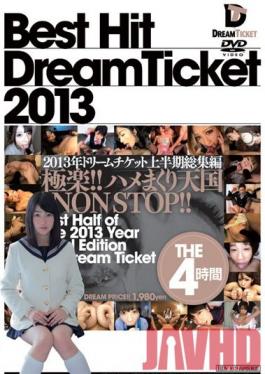 Best Hit
DreamTicket
2013
DREAM TICKET
DVD
VIDEO
2013年ドリームチケット上半期総集編
極楽!!ハメまくり天国
NON STOP!!
st Half of
e 2013 Year
d Edition
Dream Ticket
THE
4時間
DREAM PRICE!! 1,980yen
JAVHD